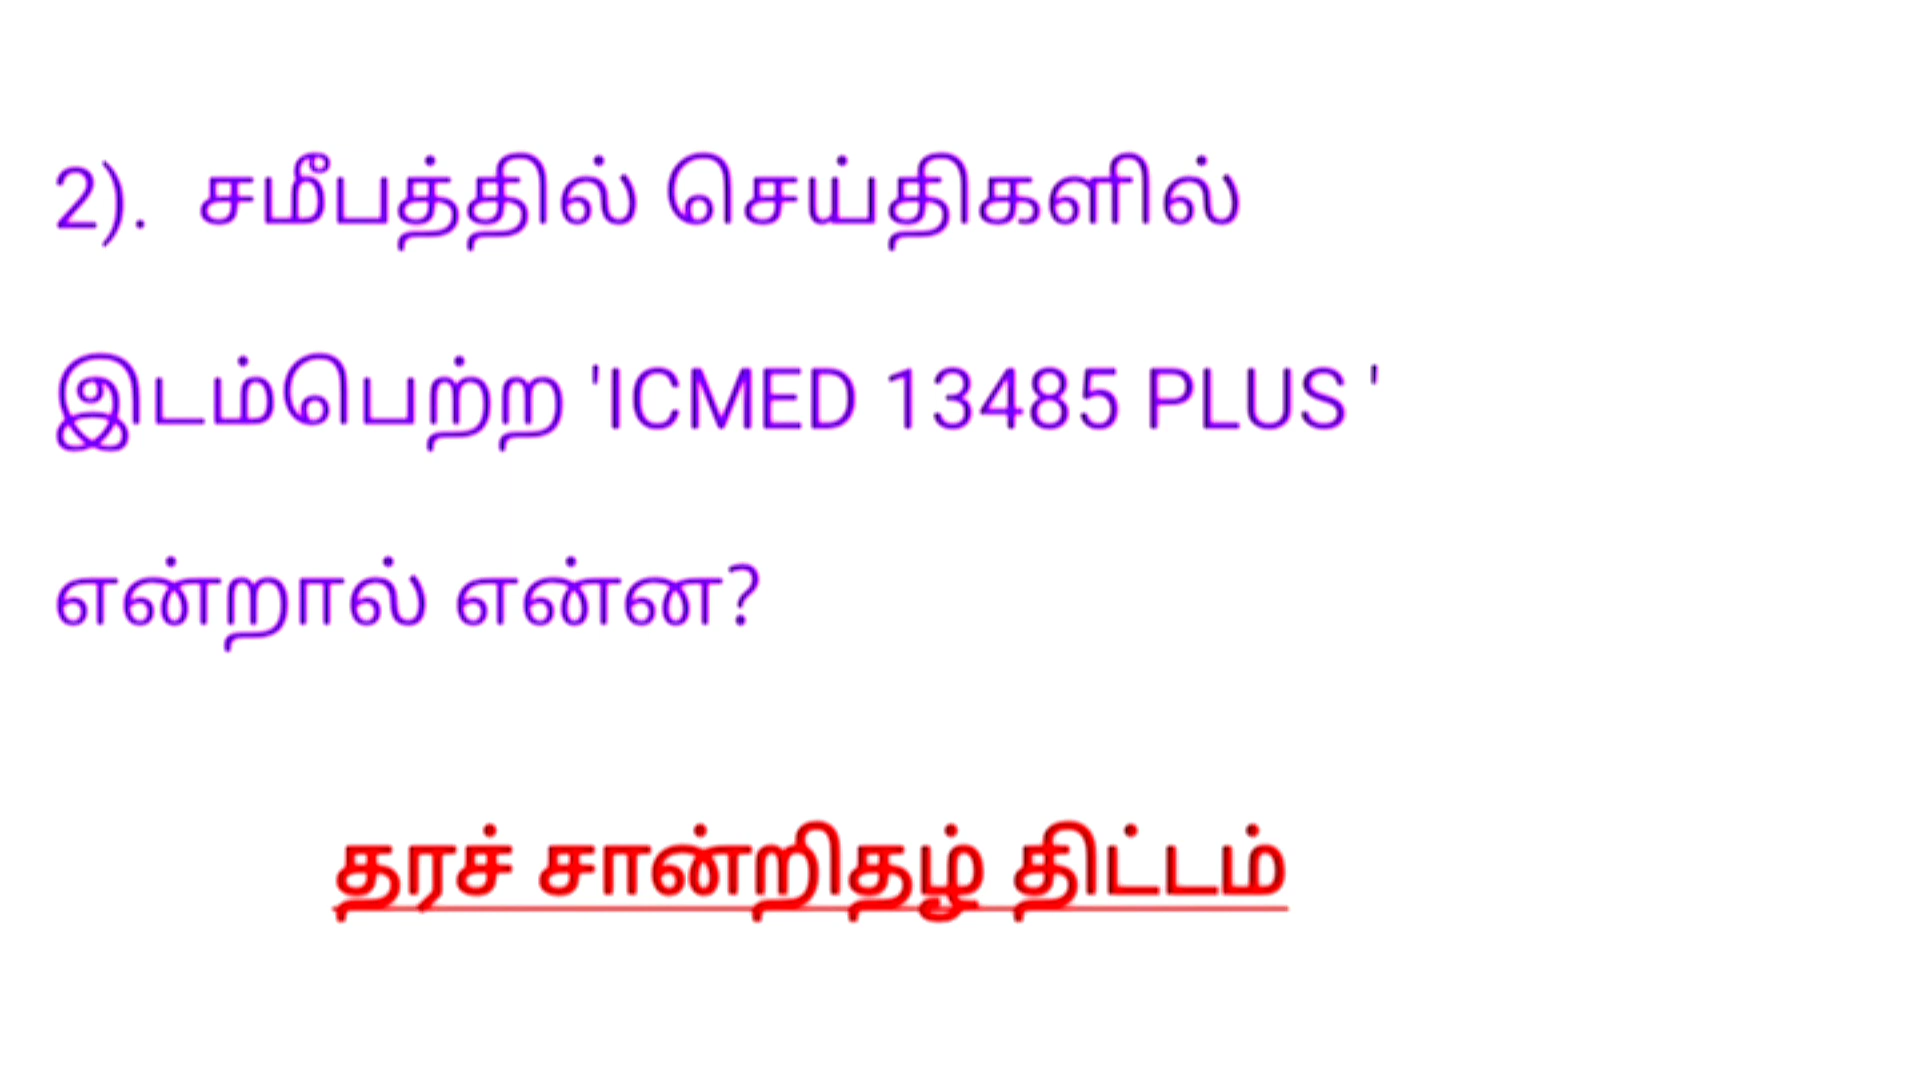 2). சமீபத்தில் செய்திகளில்
இடம்பெற்ற 'ICMED 13485 PLUS '
என்றால் என்ன?
தரச் சான்றிதழ் திட்டம்